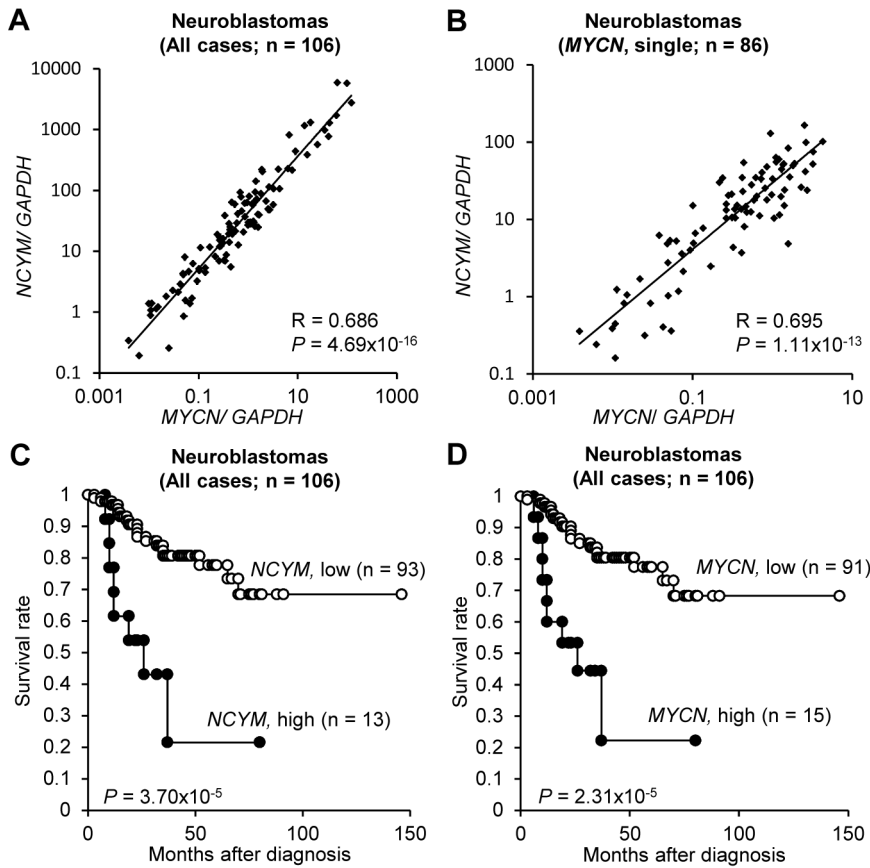 A
Neuroblastomas
(All cases; n = 106)
NCYM/ GAPDH
10000
1000
100
10
1
0.1
0.001
0.1
10
1000
MYCN/ GAPDH
R = 0.686
P = 4.69x10-16
B
Neuroblastomas
(MYCN, single; n = 86)
NCYM/ GAPDH
1000
100
10
1
0.1
0.001
0.1
10
MYCN/ GAPDH
R = 0.695
P = 1.11x10-13
C
Neuroblastomas
(All cases; n = 106)
Survival rate
1
0.9
0.8
0.7
0.6
0.5
0.4
0.3
0.2
0.1
0
NCYM, low (n = 93)
NCYM, high (n = 13)
P = 3.70x10-5
0
50
100
150
Months after diagnosis
D
Neuroblastomas
(All cases; n = 106)
Survival rate
1
0.9
0.8
0.7
0.6
0.5
0.4
0.3
0.2
0.1
0
MYCN, low (n = 91)
MYCN, high (n = 15)
P = 2.31x10-5
0
50
100
150
Months after diagnosis